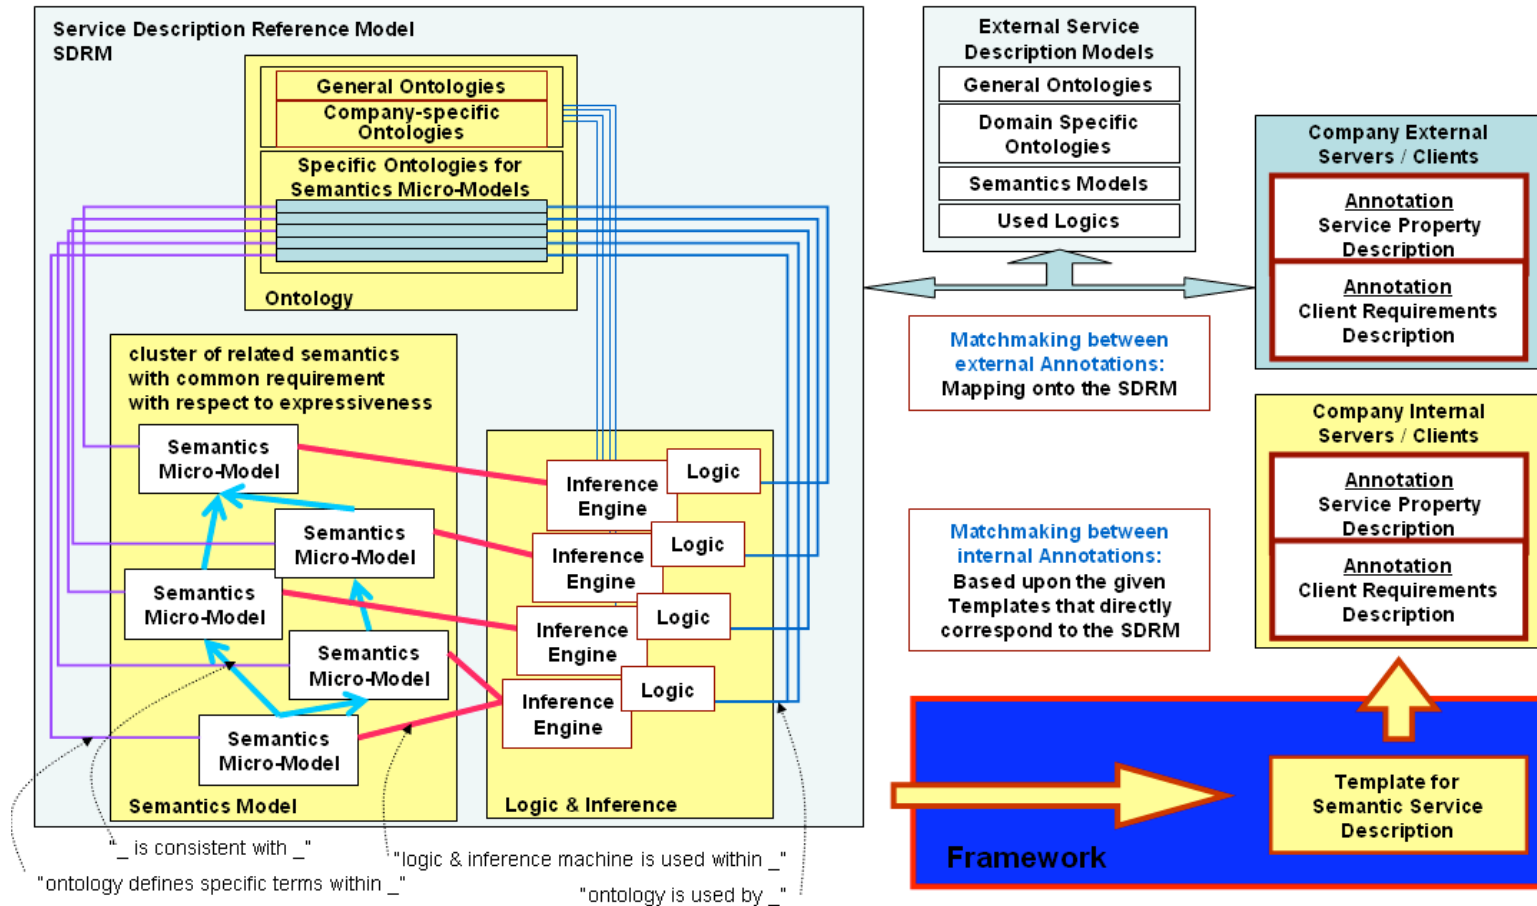 Service Description Reference Model
SDRM
General Ontologies
Company-specific
Ontologies
Specific Ontologies for
Semantics Micro-Models
Ontology
cluster of related semantics
with common requirement
with respect to expressiveness
Semantics
Micro-Model
Semantics
Micro-Model
Semantics
Micro-Model
Semantics
Micro-Model
Semantics
Micro-Model
Semantics Model
Inference
Engine
Logic
Inference
Engine
Logic
Inference
Engine
Logic
Inference
Engine
Logic
Logic & Inference
"_ is consistent with _"
"ontology defines specific terms within _"
"logic & inference machine is used within _"
"ontology is used by _"
External Service
Description Models
General Ontologies
Domain Specific
Ontologies
Semantics Models
Used Logics
Matchmaking between
external Annotations:
Mapping onto the SDRM
Matchmaking between
internal Annotations:
Based upon the given
Templates that directly
correspond to the SDRM
Company External
Servers / Clients
Annotation
Service Property
Description
Annotation
Client Requirements
Description
Company Internal
Servers / Clients
Annotation
Service Property
Description
Annotation
Client Requirements
Description
Template for
Semantic Service
Description
Framework